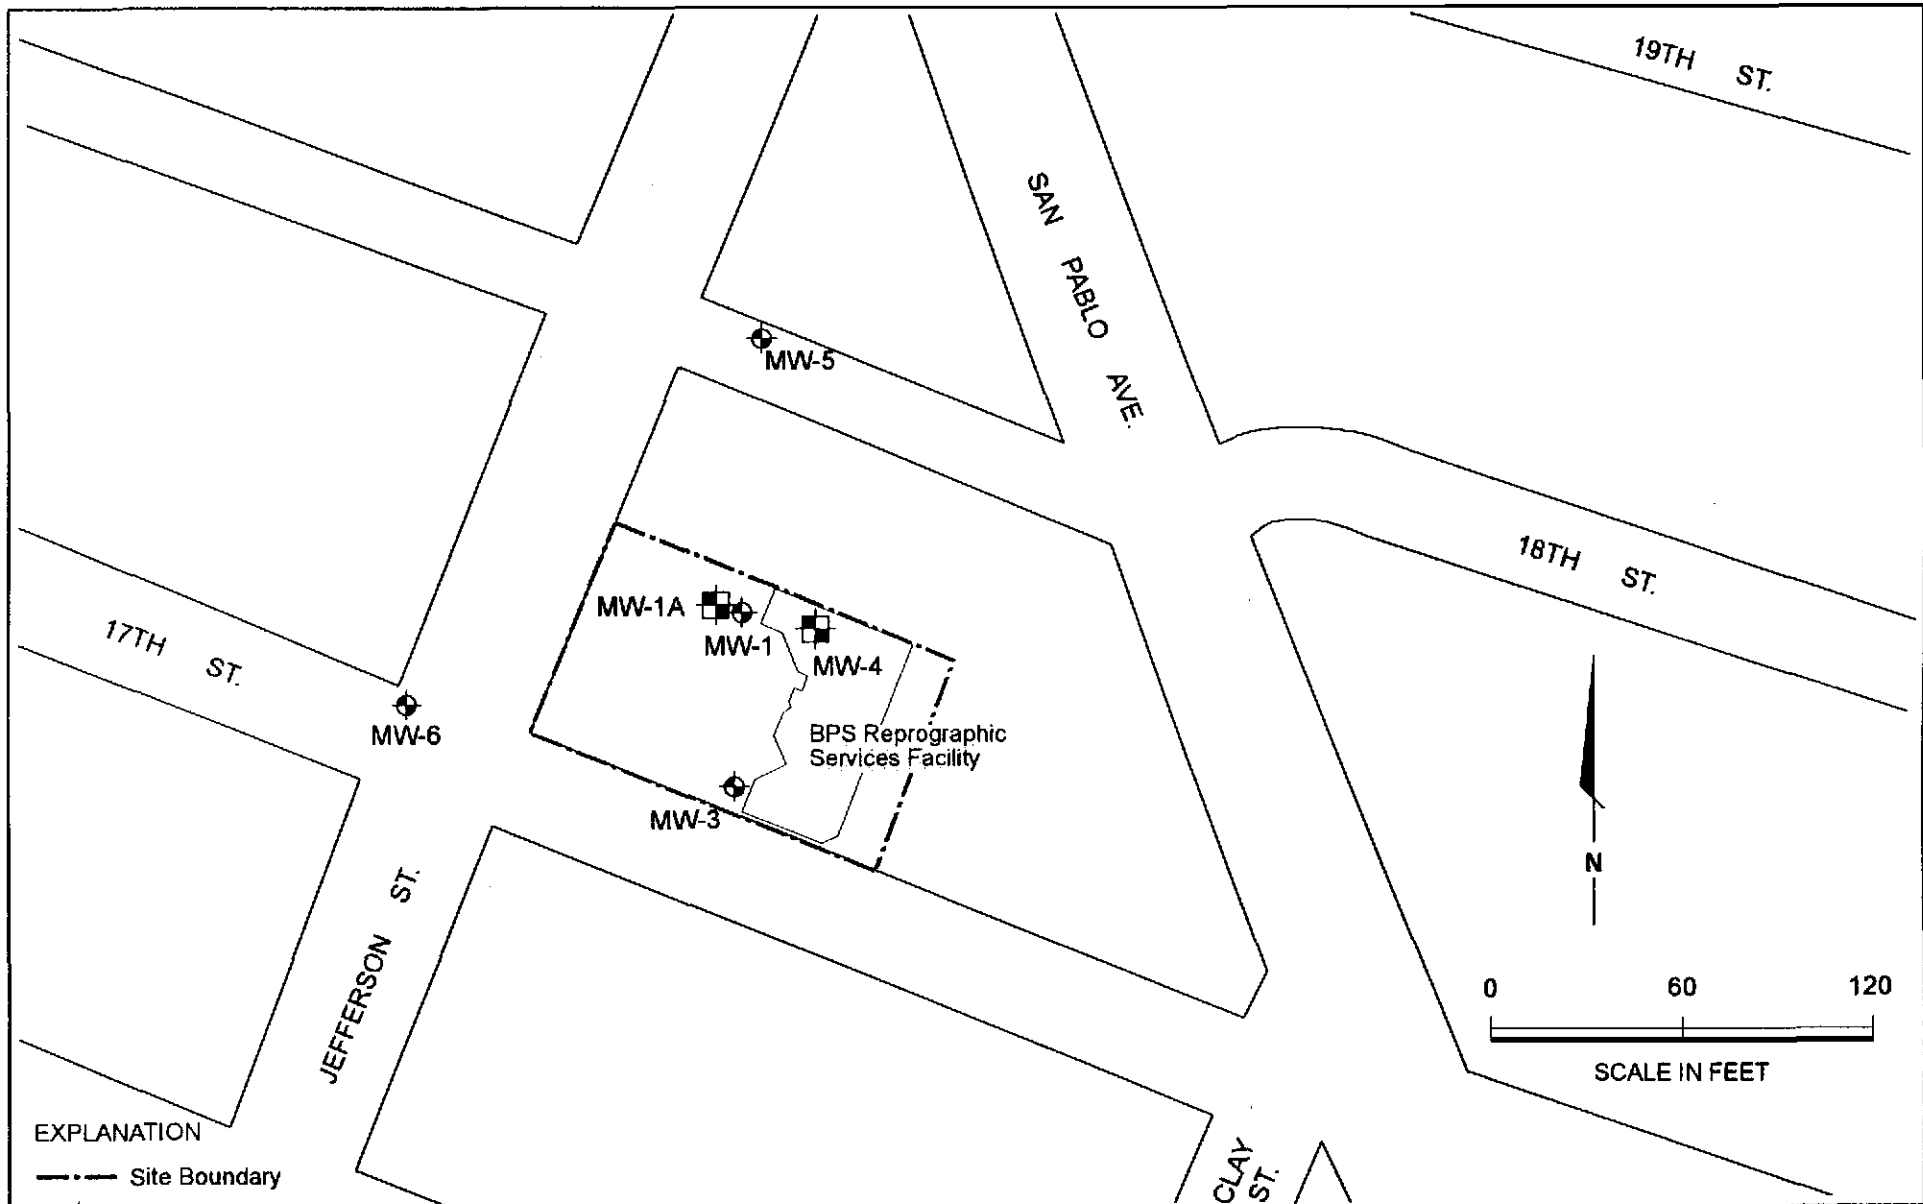 19TH ST.
SAN PABLO AVE.
MW-5
18TH ST.
MW-1A
MW-1
MW-4
17TH ST.
MW-6
BPS Reprographic
Services Facility
MW-3
N
JEFFERSON ST.
0 60 120
SCALE IN FEET
EXPLANATION
Site Boundary
CLAY
ST.